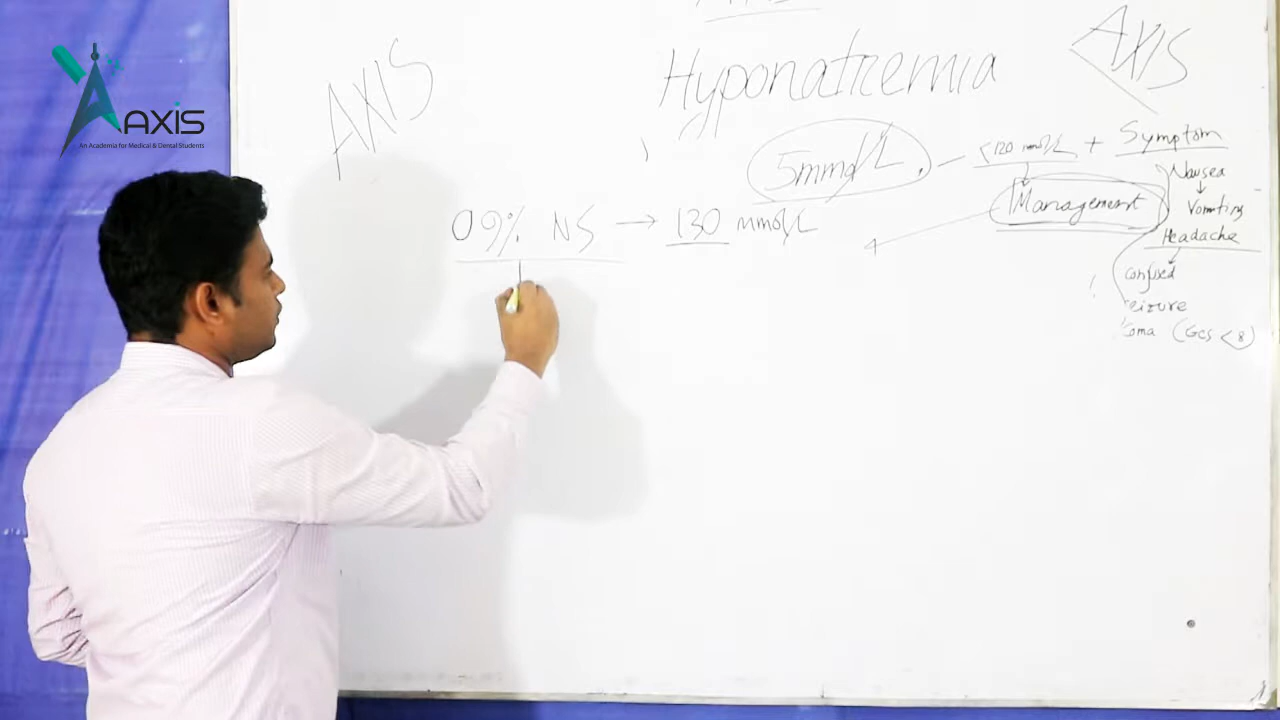 AXIS
An Academia for Medical & Dental Students
AXIS
Hyponatremia
AXIS
5mmol/L – <120 mmol/L + Symptom
Management
Nausea
Vomiting
Headache
Confused
eizure
Coma (GCS <8)
0.9% NS → 130 mmol/L